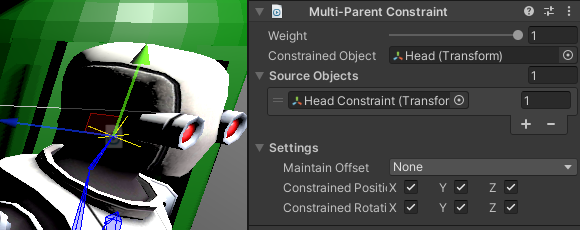 Multi-Parent Constraint
Weight 1
Constrained Object Head (Transform)
Source Objects 1
Head Constraint (Transfor 1
Settings
Maintain Offset None
Constrained Positi X Y Z
Constrained Rotati X Y Z